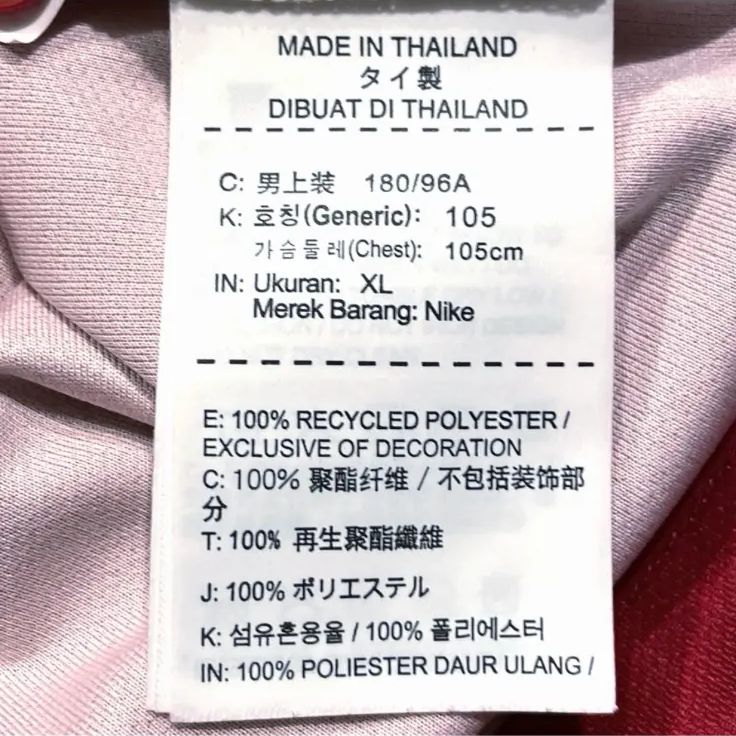 MADE IN THAILAND
タイ製
DIBUAT DI THAILAND
C: 男上装 180/96A
K: 호칭(Generic): 105
가슴둘레(Chest): 105cm
IN: Ukuran: XL
Merek Barang: Nike
E: 100% RECYCLED POLYESTER /
EXCLUSIVE OF DECORATION
C: 100% 聚酯纤维 / 不包括装饰部
分
T: 100% 再生聚酯纖維
J: 100% ポリエステル
K: 섬유혼용율 / 100% 폴리에스터
IN: 100% POLIESTER DAUR ULANG /